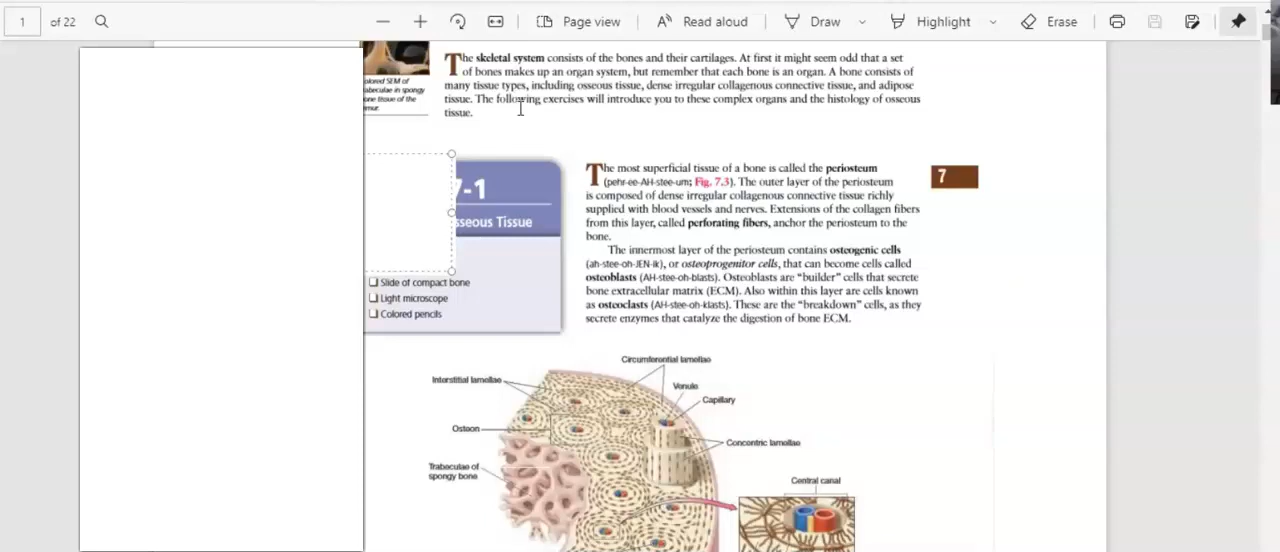 1 of 22
Page view
Read aloud
Draw
Highlight
Erase
olored SEM of
abeculae in spongy
one tissue of the
emur.
The skeletal system consists of the bones and their cartilages. At first it might seem odd that a set
of bones makes up an organ system, but remember that each bone is an organ. A bone consists of
many tissue types, including osseous tissue, dense irregular collagenous connective tissue, and adipose
tissue. The following exercises will introduce you to these complex organs and the histology of osseous
tissue.
7-1
sseous Tissue
Slide of compact bone
Light microscope
Colored pencils
The most superficial tissue of a bone is called the periosteum
(pehr-ee-AH-stee-um; Fig. 7.3). The outer layer of the periosteum
is composed of dense irregular collagenous connective tissue richly
supplied with blood vessels and nerves. Extensions of the collagen fibers
from this layer, called perforating fibers, anchor the periosteum to the
bone.
The innermost layer of the periosteum contains osteogenic cells
(ah-stee-oh-JEN-ik), or osteoprogenitor cells, that can become cells called
osteoblasts (AH-stee-oh-blasts). Osteoblasts are "builder" cells that secrete
bone extracellular matrix (ECM). Also within this layer are cells known
as osteoclasts (AH-stee-oh-klasts). These are the "breakdown" cells, as they
secrete enzymes that catalyze the digestion of bone ECM.
7
Circumferential lamellae
Interstitial lamellae
Venule
Capillary
Osteon
Concentric lamellae
Trabeculae of
spongy bone
Central canal